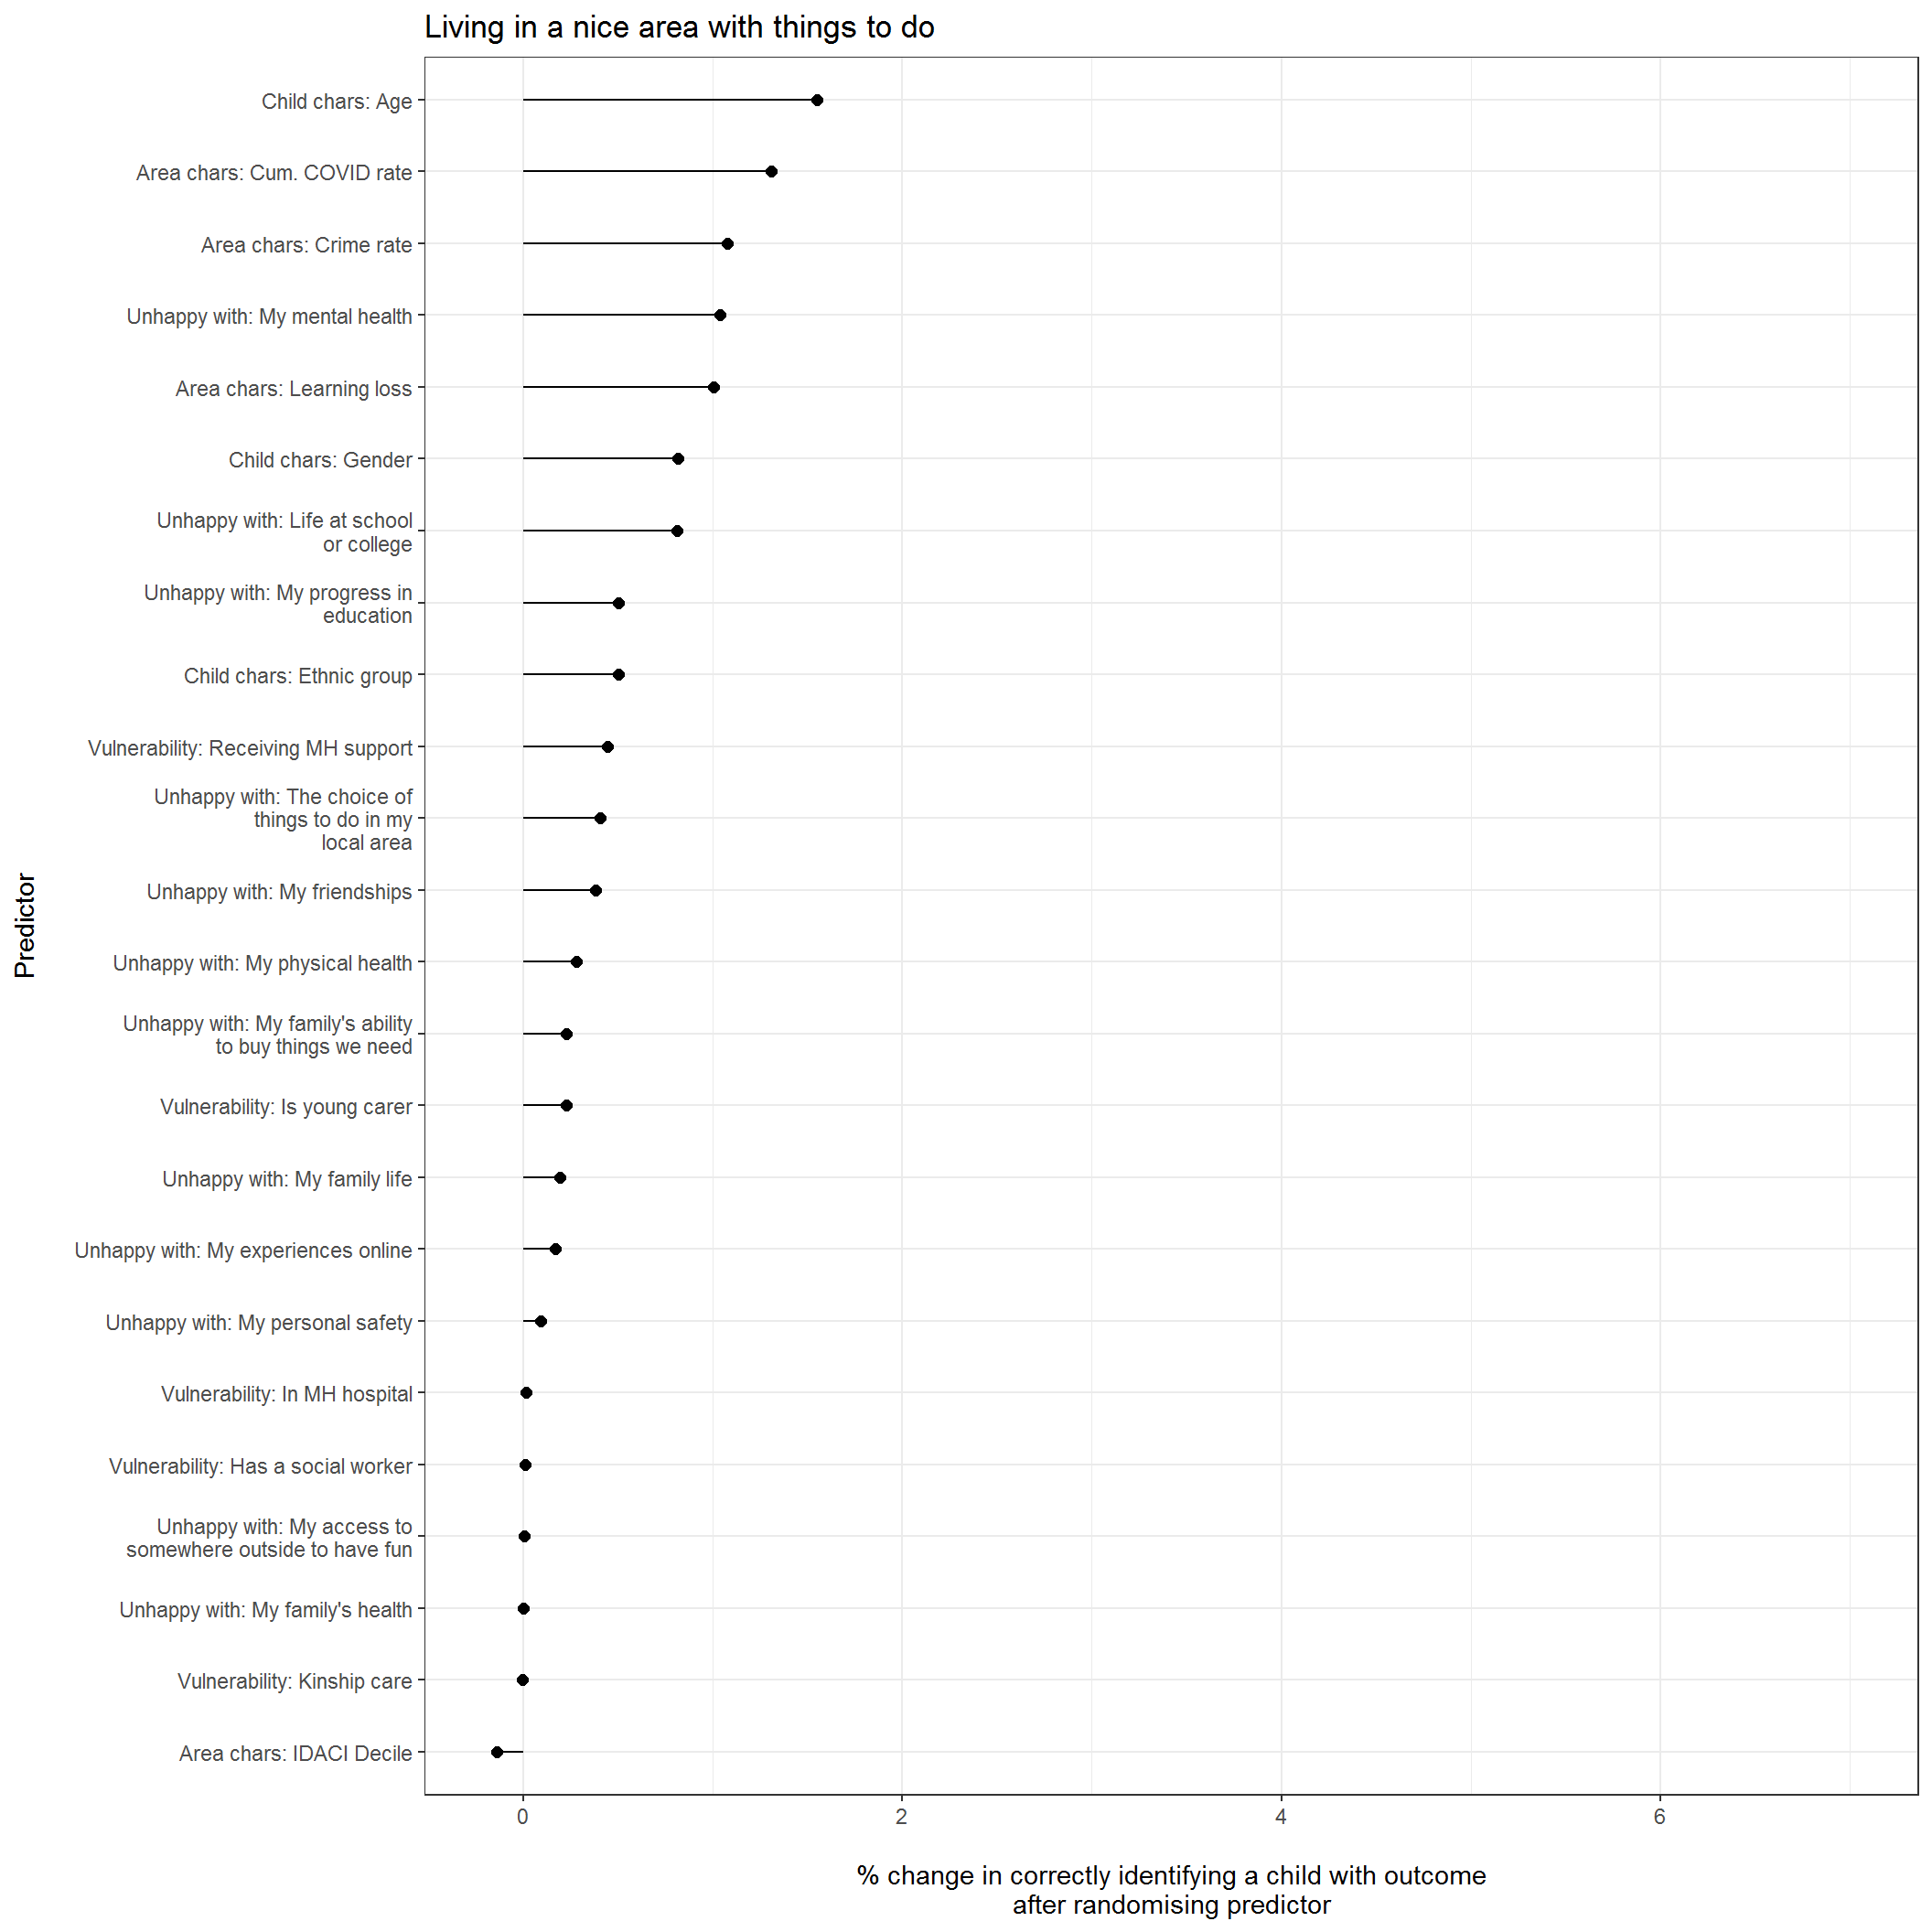 Living in a nice area with things to do
Child chars: Age
Area chars: Cum. COVID rate
Area chars: Crime rate
Unhappy with: My mental health
Area chars: Learning loss
Child chars: Gender
Unhappy with: Life at school
or college
Unhappy with: My progress in
education
Child chars: Ethnic group
Vulnerability: Receiving MH support
Unhappy with: The choice of
things to do in my
local area
Unhappy with: My friendships
Unhappy with: My physical health
Unhappy with: My family's ability
to buy things we need
Vulnerability: Is young carer
Unhappy with: My family life
Unhappy with: My experiences online
Unhappy with: My personal safety
Vulnerability: In MH hospital
Vulnerability: Has a social worker
Unhappy with: My access to
somewhere outside to have fun
Unhappy with: My family's health
Vulnerability: Kinship care
Area chars: IDACI Decile
Predictor
0 2 4 6
% change in correctly identifying a child with outcome
after randomising predictor